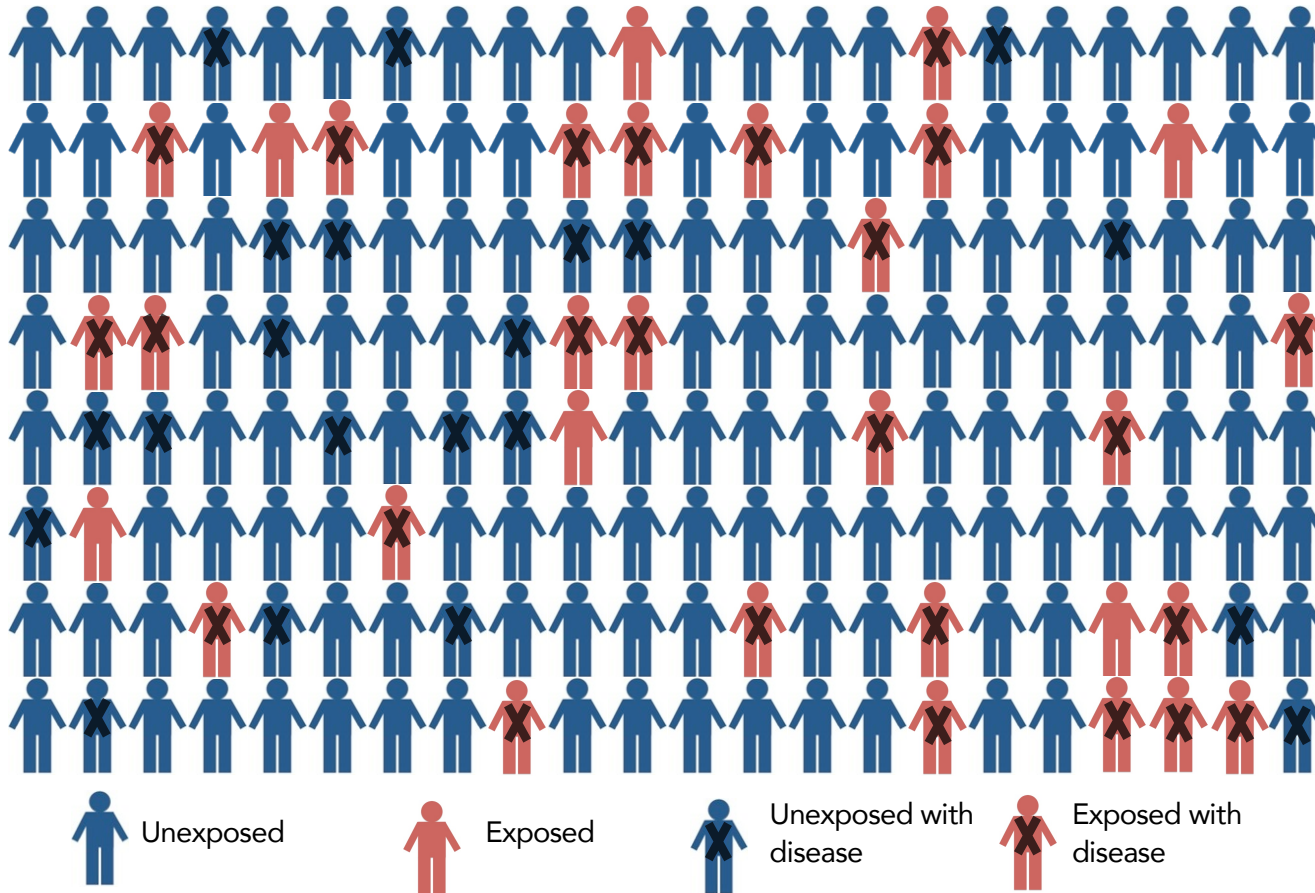 Unexposed
Exposed
Unexposed with
disease
Exposed with
disease